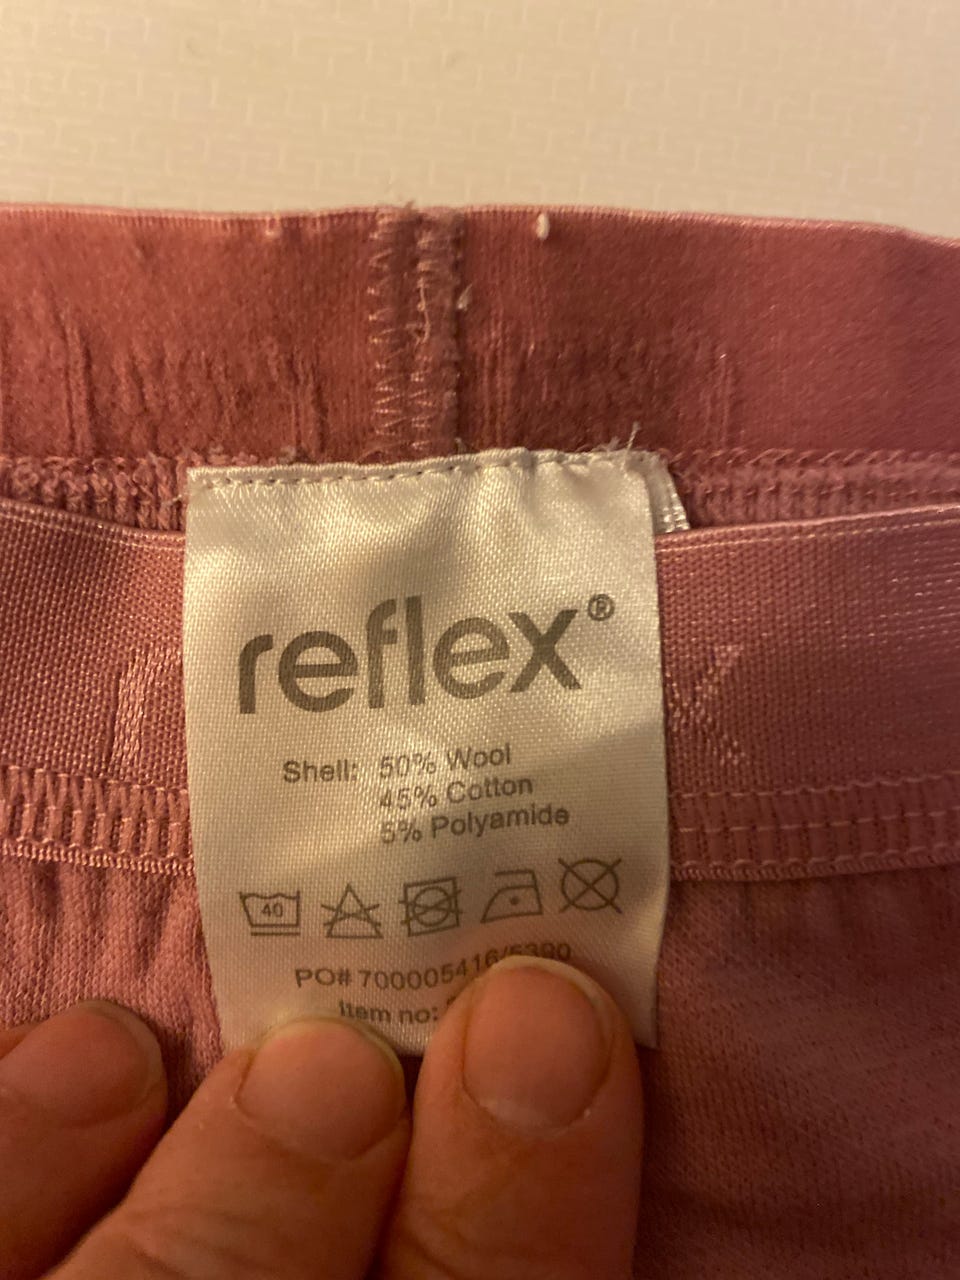 reflex®
Shell: 50% Wool
45% Cotton
5% Polyamide
40
PO# 700005416/5390
Item no: